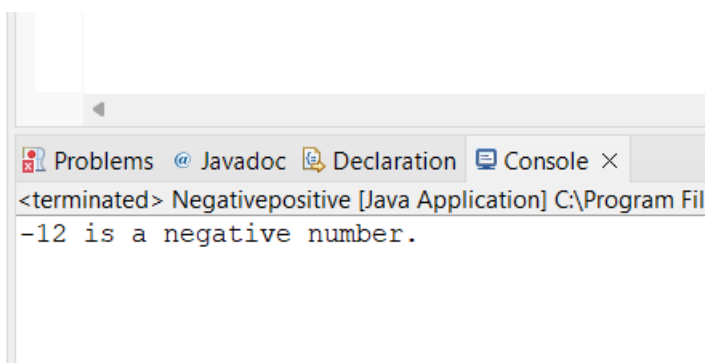 Problems @ Javadoc Declaration Console ×
<terminated> Negativepositive [Java Application] C:\Program Fil
-12 is a negative number.